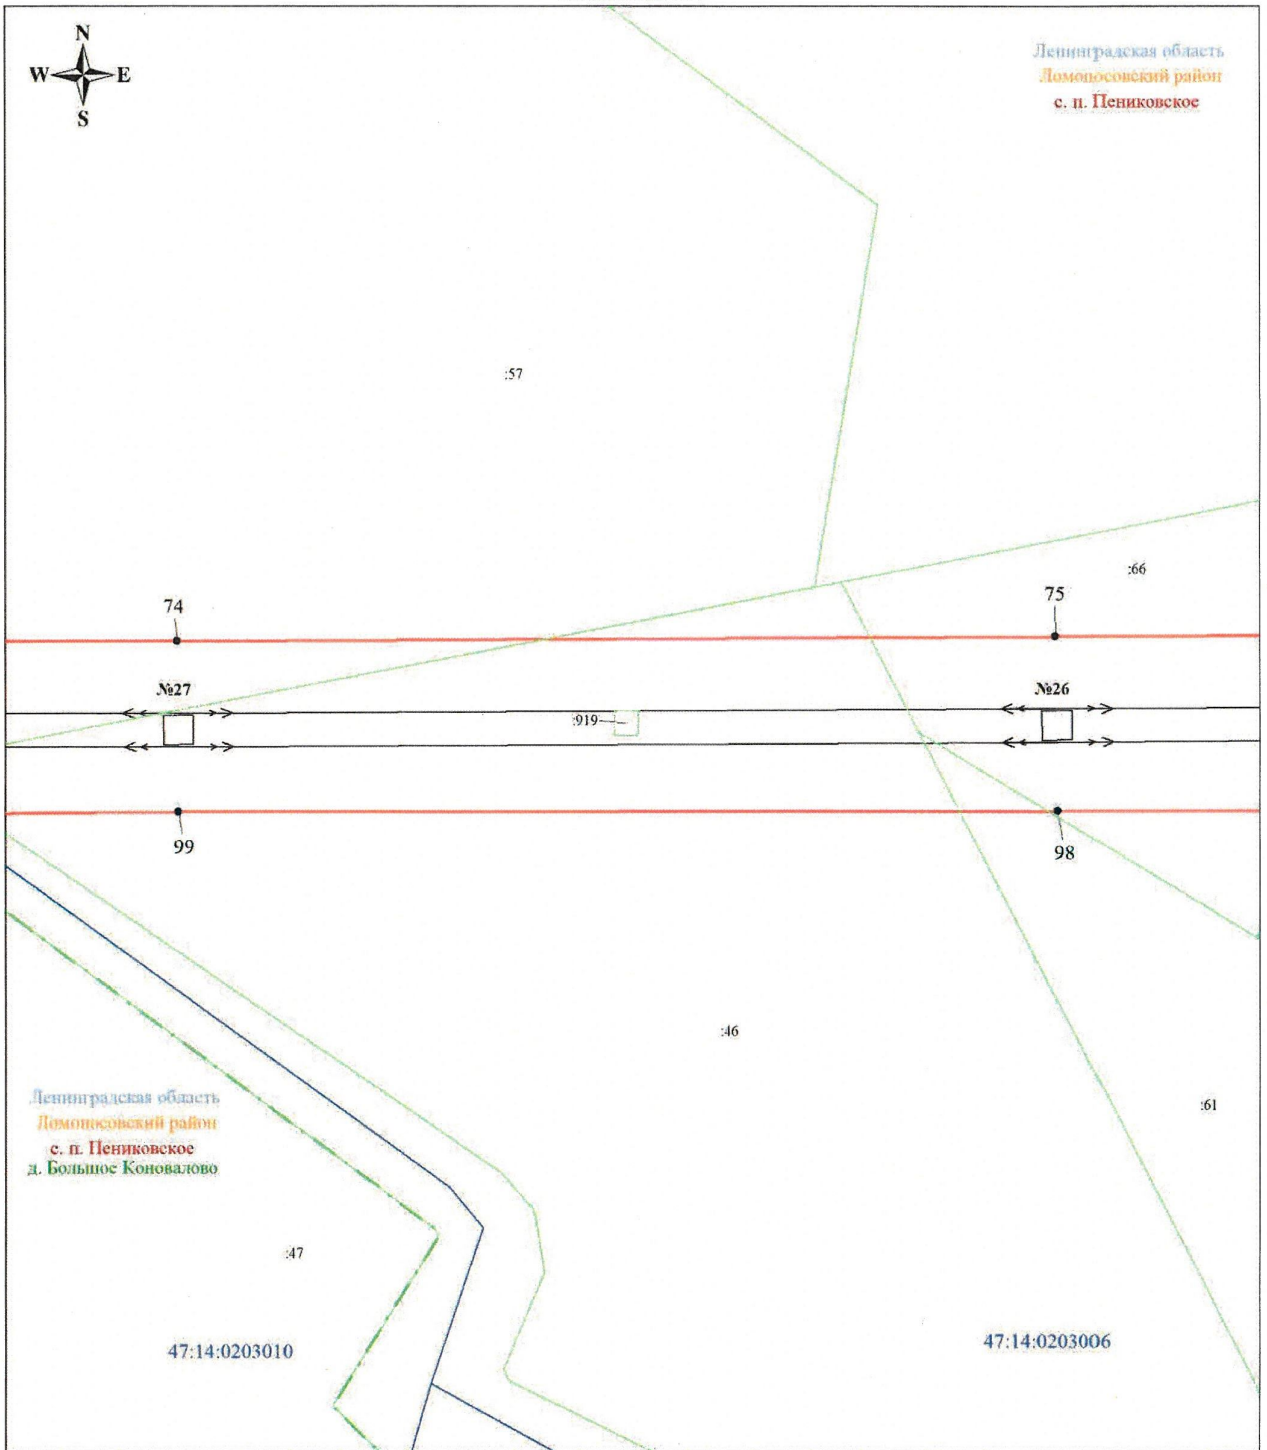 N
W E
S
Ленинградская область
Ломоносовский район
с. п. Пениковское
:57
:66
74
75
№27
№26
:919
99
98
:46
:61
Ленинградская область
Ломоносовский район
с. п. Пениковское
д. Большое Коновалово
:47
47:14:0203010
47:14:0203006